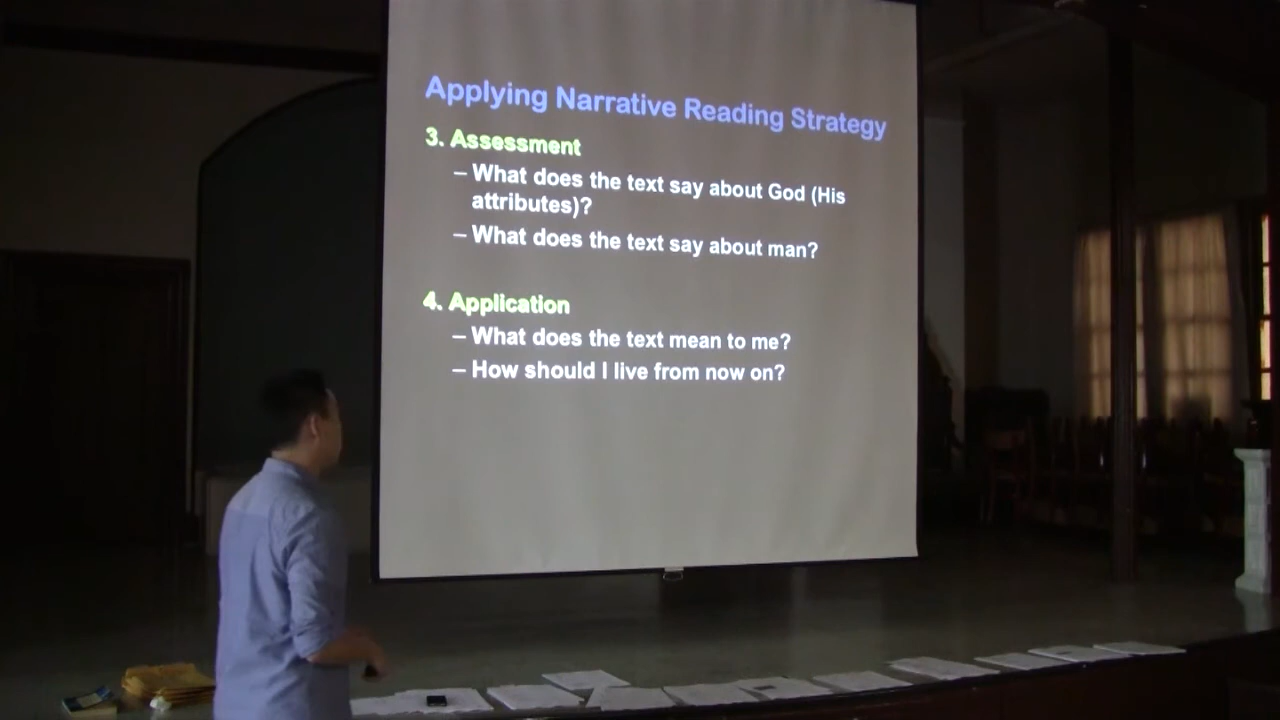 Applying Narrative Reading Strategy
3. Assessment
– What does the text say about God (His
attributes)?
– What does the text say about man?
4. Application
– What does the text mean to me?
– How should I live from now on?